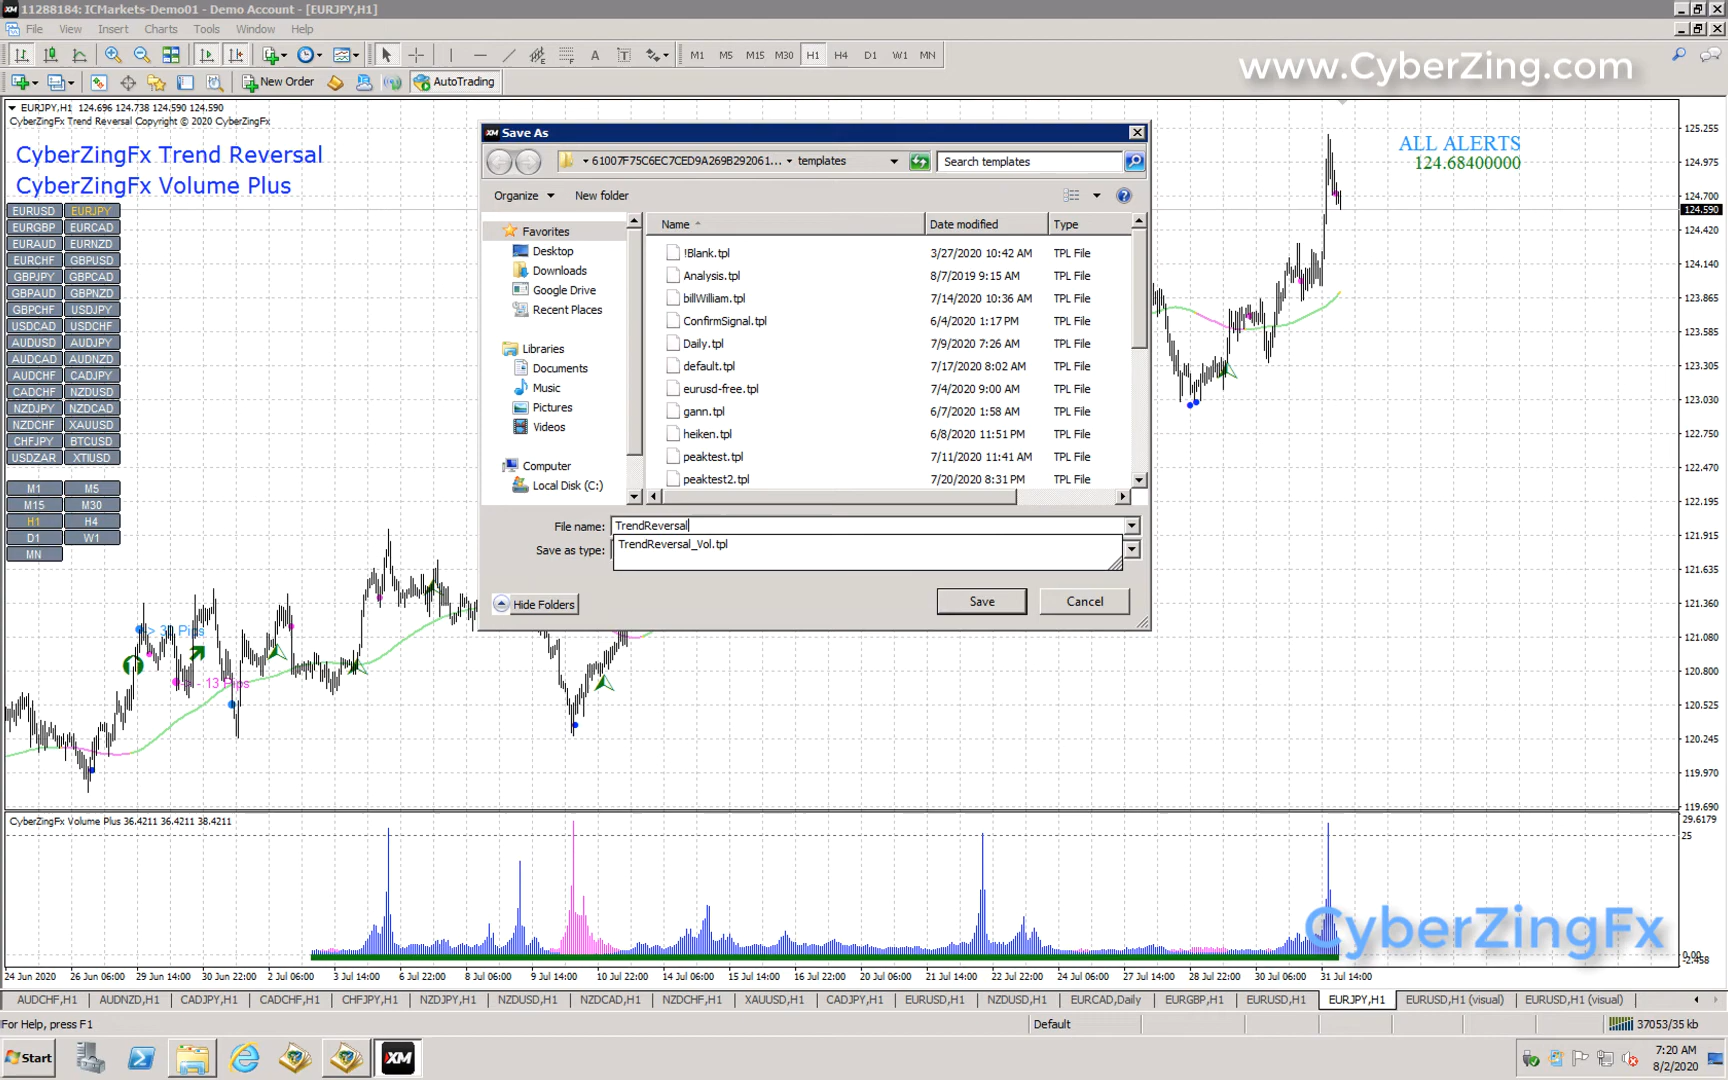 11288184: ICMarkets-Demo01 - Demo Account - [EURJPY,H1]
File View Insert Charts Tools Window Help
M1 M5 M15 M30 H1 H4 D1 W1 MN
New Order AutoTrading
www.CyberZing.com
EURJPY,H1 124.696 124.738 124.590 124.590
CyberZingFx Trend Reversal Copyright © 2020 CyberZingFx
CyberZingFx Trend Reversal
CyberZingFx Volume Plus
EURUSD EURJPY
EURGBP EURCAD
EURAUD EURNZD
EURCHF GBPUSD
GBPJPY GBPCAD
GBPAUD GBPNZD
GBPCHF USDJPY
USDCAD USDCHF
AUDUSD AUDJPY
AUDCAD AUDNZD
AUDCHF CADJPY
CADCHF NZDUSD
NZDJPY NZDCAD
NZDCHF XAUUSD
CHFJPY BTCUSD
USDZAR XTIUSD
M1 M5
M15 M30
H1 H4
D1 W1
MN
XM Save As
61007F75C6EC7CED9A269B292061... templates
Search templates
Organize New folder
Favorites
Desktop
Downloads
Google Drive
Recent Places
Libraries
Documents
Music
Pictures
Videos
Computer
Local Disk (C:)
Name Date modified Type
!Blank.tpl 3/27/2020 10:42 AM TPL File
Analysis.tpl 8/7/2019 9:15 AM TPL File
billWilliam.tpl 7/14/2020 10:36 AM TPL File
ConfirmSignal.tpl 6/4/2020 1:17 PM TPL File
Daily.tpl 7/9/2020 7:26 AM TPL File
default.tpl 7/17/2020 8:02 AM TPL File
eurusd-free.tpl 7/4/2020 9:00 AM TPL File
gann.tpl 6/7/2020 1:58 AM TPL File
heiken.tpl 6/8/2020 11:51 PM TPL File
peaktest.tpl 7/11/2020 11:41 AM TPL File
peaktest2.tpl 7/20/2020 8:31 PM TPL File
File name: TrendReversal
TrendReversal_Vol.tpl
Save as type:
Hide Folders Save Cancel
ALL ALERTS
124.68400000
125.255
124.975
124.700
124.590
124.420
124.140
123.865
123.585
123.305
123.030
122.750
122.470
122.195
121.915
121.635
121.360
121.080
120.800
120.525
120.245
119.970
119.690
Pips
- 13 Pips
CyberZingFx Volume Plus 36.4211 36.4211 38.4211
29.6179
25
-2.458
CyberZingFx
24 Jun 2020 26 Jun 06:00 29 Jun 14:00 30 Jun 22:00 2 Jul 06:00 3 Jul 14:00 6 Jul 22:00 8 Jul 06:00 9 Jul 14:00 10 Jul 22:00 14 Jul 06:00 15 Jul 14:00 16 Jul 22:00 20 Jul 06:00 21 Jul 14:00 22 Jul 22:00 24 Jul 06:00 27 Jul 14:00 28 Jul 22:00 30 Jul 06:00 31 Jul 14:00
AUDCHF,H1 AUDNZD,H1 CADJPY,H1 CADCHF,H1 CHFJPY,H1 NZDJPY,H1 NZDUSD,H1 NZDCAD,H1 NZDCHF,H1 XAUUSD,H1 CADJPY,H1 EURUSD,H1 NZDUSD,H1 EURCAD,Daily EURGBP,H1 EURUSD,H1 EURJPY,H1 EURUSD,H1 (visual) EURUSD,H1 (visual)
For Help, press F1 Default 37053/35 kb
Start XM 7:20 AM
8/2/2020